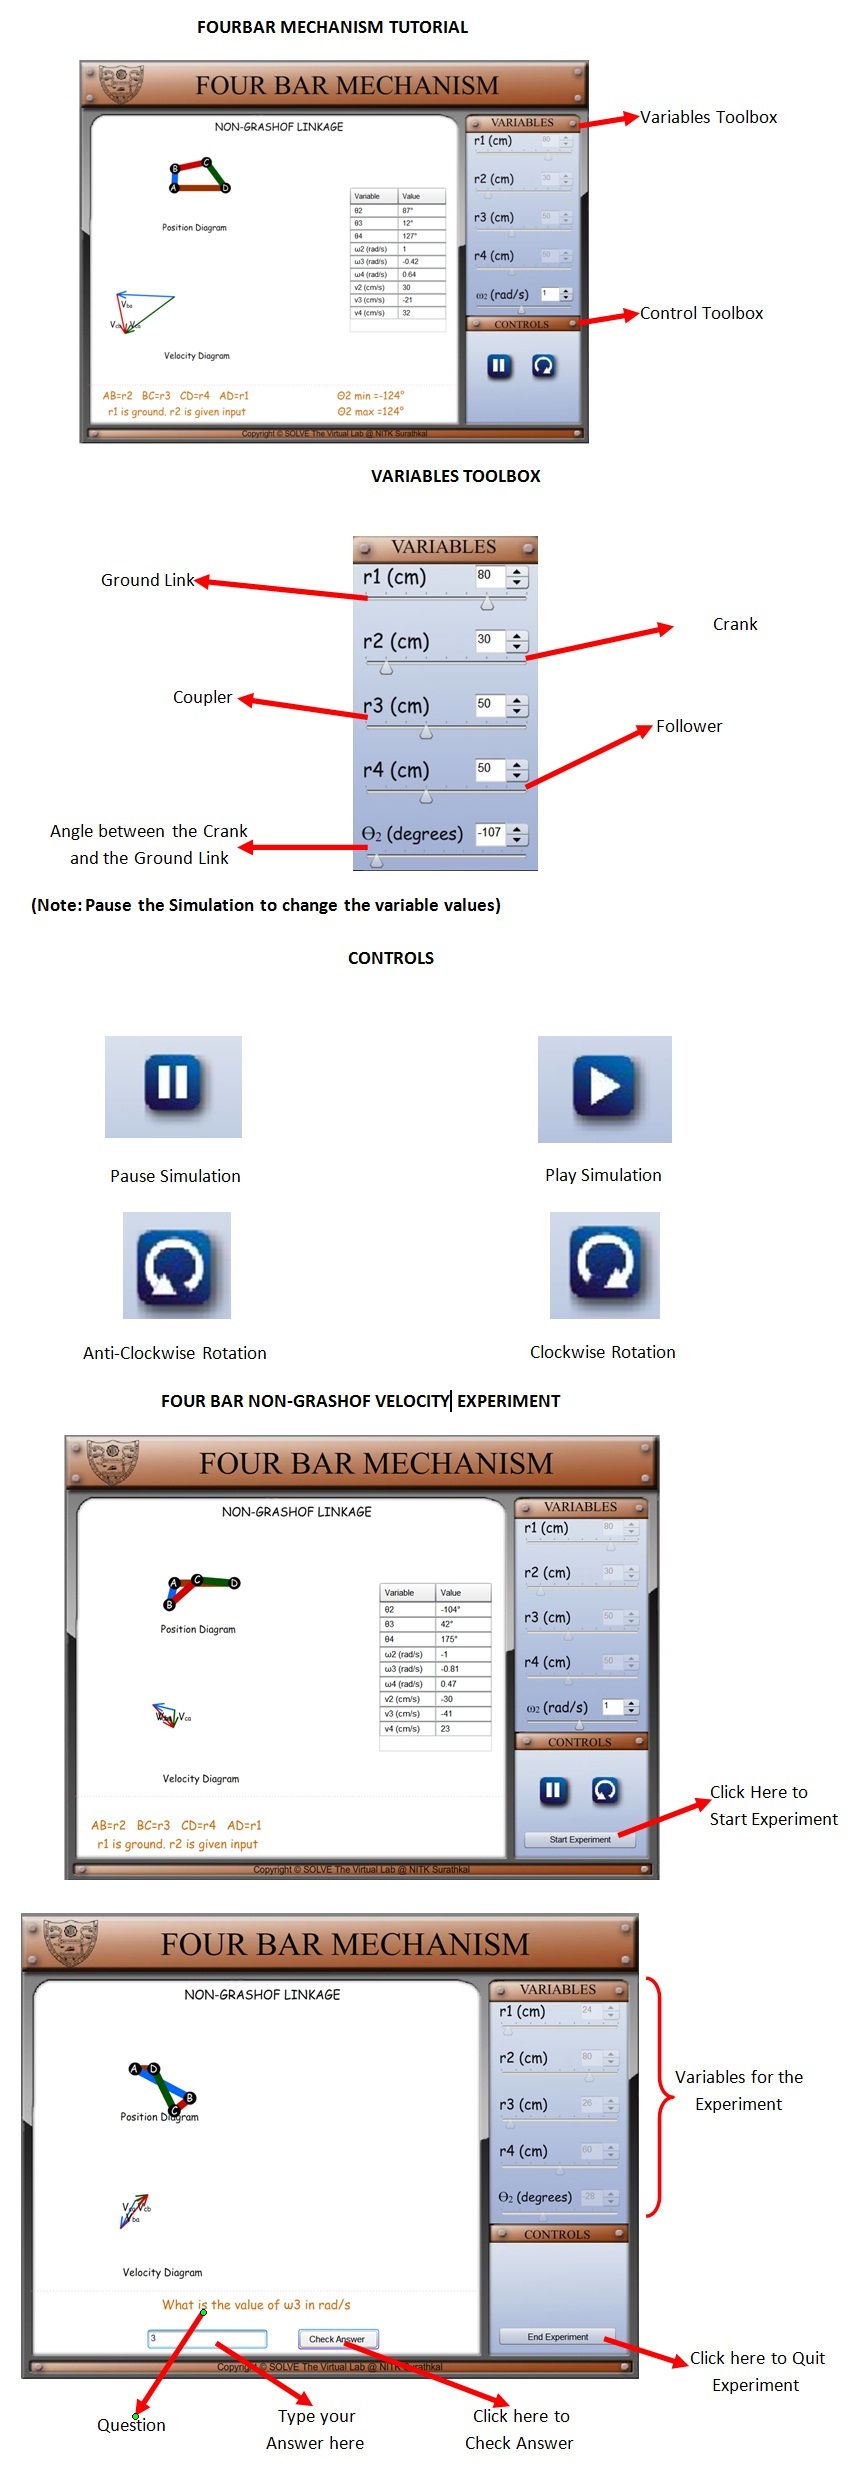 FOURBAR MECHANISM TUTORIAL
FOUR BAR MECHANISM
NON-GRASHOF LINKAGE
B C
A D
Position Diagram
Vba
Velocity Diagram
Variable Value
θ2 87°
θ3 12°
θ4 127°
ω2 (rad/s) 1
ω3 (rad/s) -0.42
ω4 (rad/s) 0.64
v2 (cm/s) 30
v3 (cm/s) -21
v4 (cm/s) 32
AB=r2 BC=r3 CD=r4 AD=r1
r1 is ground. r2 is given input
Θ2 min =-124°
Θ2 max =124°
VARIABLES
r1 (cm) 80
r2 (cm) 30
r3 (cm) 50
r4 (cm) 50
ω2 (rad/s) 1
CONTROLS
Copyright © SOLVE The Virtual Lab @ NITK Surathkal
Variables Toolbox
Control Toolbox
VARIABLES TOOLBOX
VARIABLES
r1 (cm) 80
r2 (cm) 30
r3 (cm) 50
r4 (cm) 50
Θ2 (degrees) -107
Ground Link
Crank
Coupler
Follower
Angle between the Crank
and the Ground Link
(Note: Pause the Simulation to change the variable values)
CONTROLS
Pause Simulation
Play Simulation
Anti-Clockwise Rotation
Clockwise Rotation
FOUR BAR NON-GRASHOF VELOCITY EXPERIMENT
FOUR BAR MECHANISM
NON-GRASHOF LINKAGE
A C D
B
Position Diagram
Vca
Velocity Diagram
Variable Value
θ2 -104°
θ3 42°
θ4 175°
ω2 (rad/s) -1
ω3 (rad/s) -0.81
ω4 (rad/s) 0.47
v2 (cm/s) -30
v3 (cm/s) -41
v4 (cm/s) 23
AB=r2 BC=r3 CD=r4 AD=r1
r1 is ground. r2 is given input
VARIABLES
r1 (cm) 80
r2 (cm) 30
r3 (cm) 50
r4 (cm) 50
ω2 (rad/s) 1
CONTROLS
Start Experiment
Copyright © SOLVE The Virtual Lab @ NITK Surathkal
Click Here to
Start Experiment
FOUR BAR MECHANISM
NON-GRASHOF LINKAGE
A D
B
C
Position Diagram
Vcb
Vba
Velocity Diagram
What is the value of ω3 in rad/s
3
Check Answer
VARIABLES
r1 (cm) 24
r2 (cm) 80
r3 (cm) 26
r4 (cm) 60
Θ2 (degrees) -28
CONTROLS
End Experiment
Copyright © SOLVE The Virtual Lab @ NITK Surathkal
Variables for the
Experiment
Click here to Quit
Experiment
Question
Type your
Answer here
Click here to
Check Answer